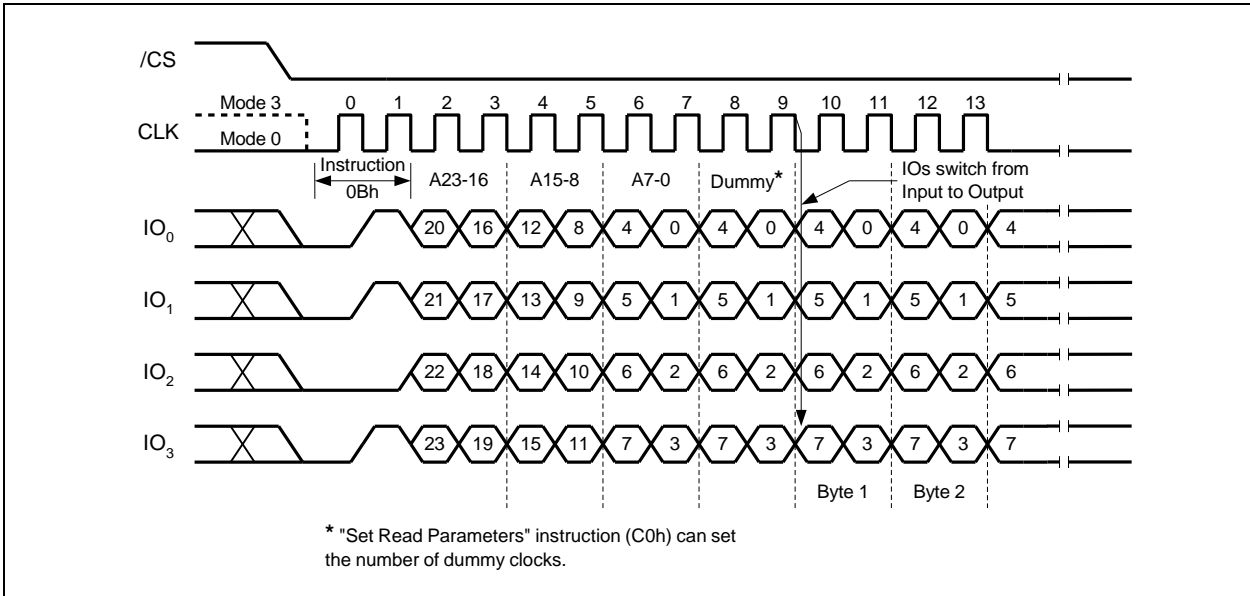 /CS
Mode 3 0 1 2 3 4 5 6 7 8 9 10 11 12 13
CLK Mode 0
Instruction IOs switch from
0Bh A23-16 A15-8 A7-0 Dummy* Input to Output
IO0 20 16 12 8 4 0 4 0 4 0 4 0 4
IO1 21 17 13 9 5 1 5 1 5 1 5 1 5
IO2 22 18 14 10 6 2 6 2 6 2 6 2 6
IO3 23 19 15 11 7 3 7 3 7 3 7 3 7
Byte 1 Byte 2
* "Set Read Parameters" instruction (C0h) can set
the number of dummy clocks.